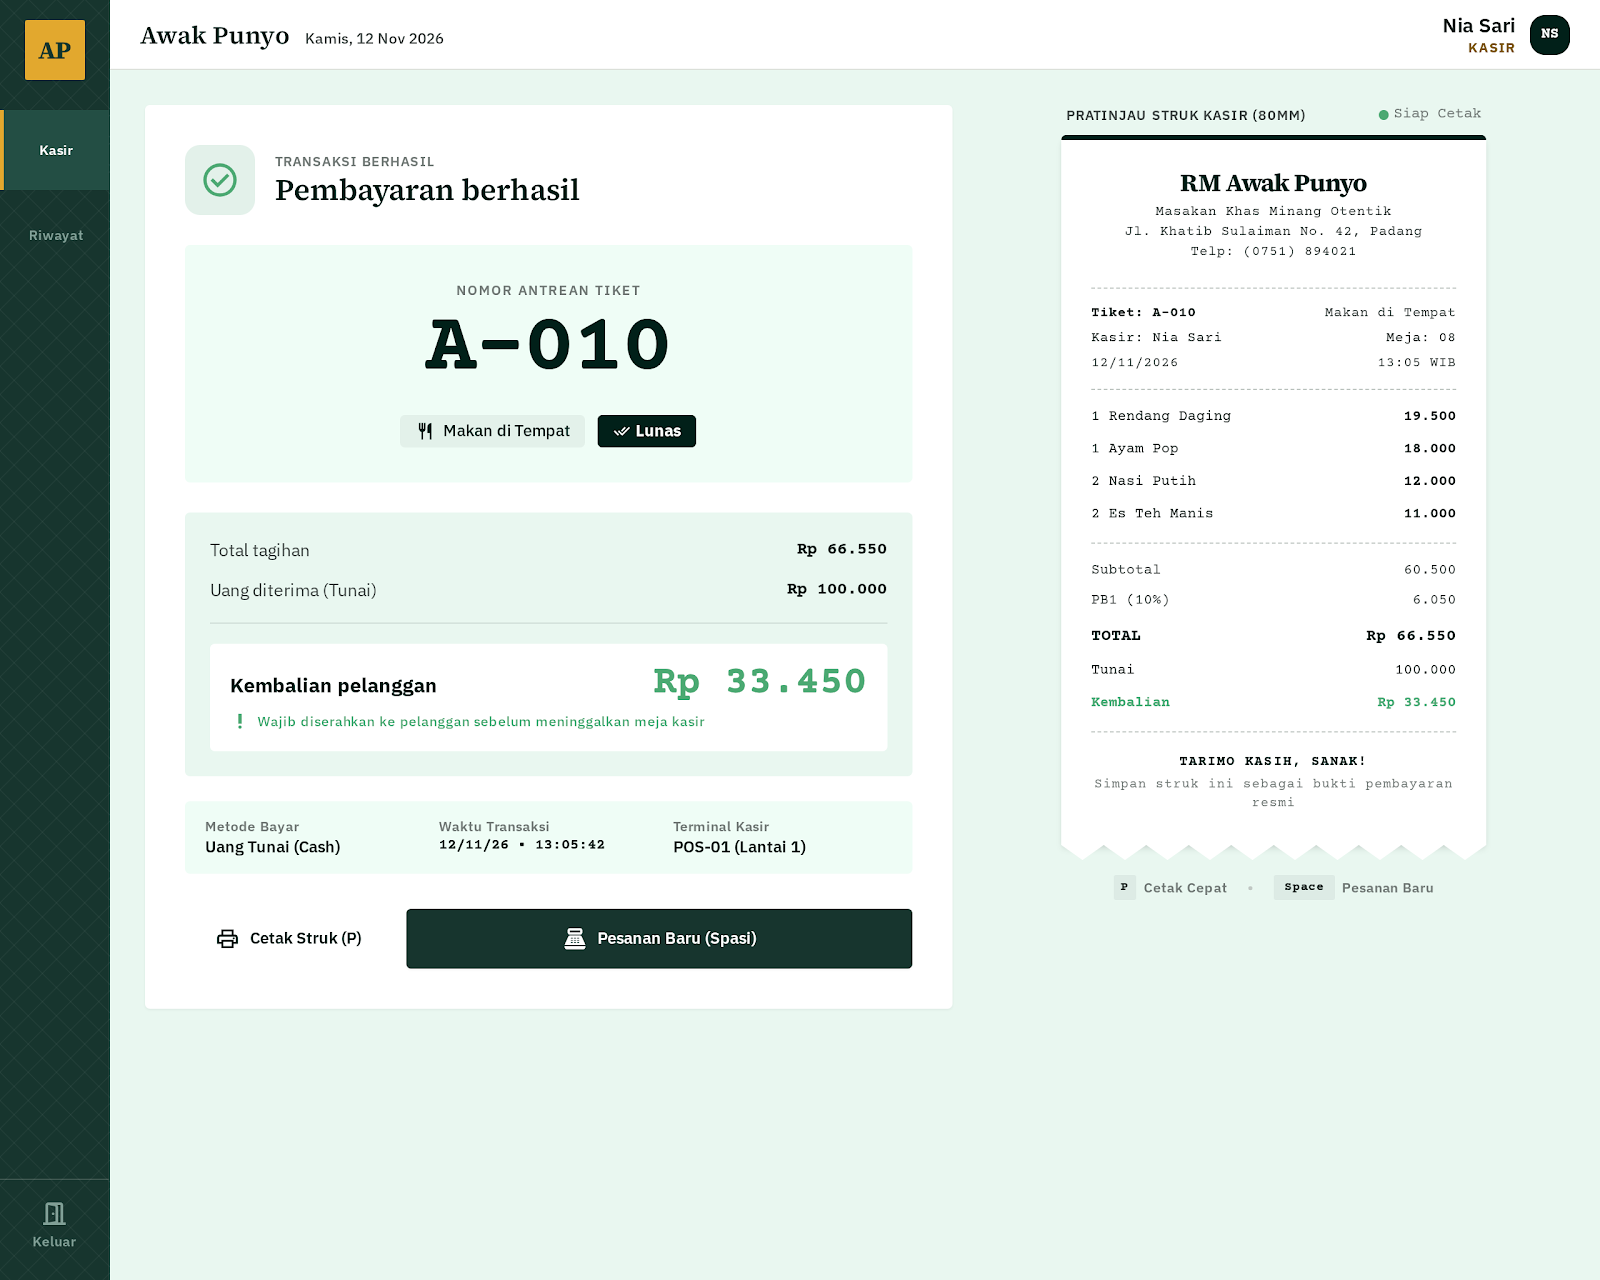 AP
Kasir
Riwayat
Keluar
Awak Punyo
Kamis, 12 Nov 2026
Nia Sari
KASIR
NS
TRANSAKSI BERHASIL
Pembayaran berhasil
NOMOR ANTREAN TIKET
A-010
Makan di Tempat
Lunas
Total tagihan Rp 66.550
Uang diterima (Tunai) Rp 100.000
Kembalian pelanggan Rp 33.450
! Wajib diserahkan ke pelanggan sebelum meninggalkan meja kasir
Metode Bayar
Uang Tunai (Cash)
Waktu Transaksi
12/11/26 • 13:05:42
Terminal Kasir
POS-01 (Lantai 1)
Cetak Struk (P)
Pesanan Baru (Spasi)
PRATINJAU STRUK KASIR (80MM)
Siap Cetak
RM Awak Punyo
Masakan Khas Minang Otentik
Jl. Khatib Sulaiman No. 42, Padang
Telp: (0751) 894021
Tiket: A-010 Makan di Tempat
Kasir: Nia Sari Meja: 08
12/11/2026 13:05 WIB
1 Rendang Daging 19.500
1 Ayam Pop 18.000
2 Nasi Putih 12.000
2 Es Teh Manis 11.000
Subtotal 60.500
PB1 (10%) 6.050
TOTAL Rp 66.550
Tunai 100.000
Kembalian Rp 33.450
TARIMO KASIH, SANAK!
Simpan struk ini sebagai bukti pembayaran
resmi
P Cetak Cepat • Space Pesanan Baru